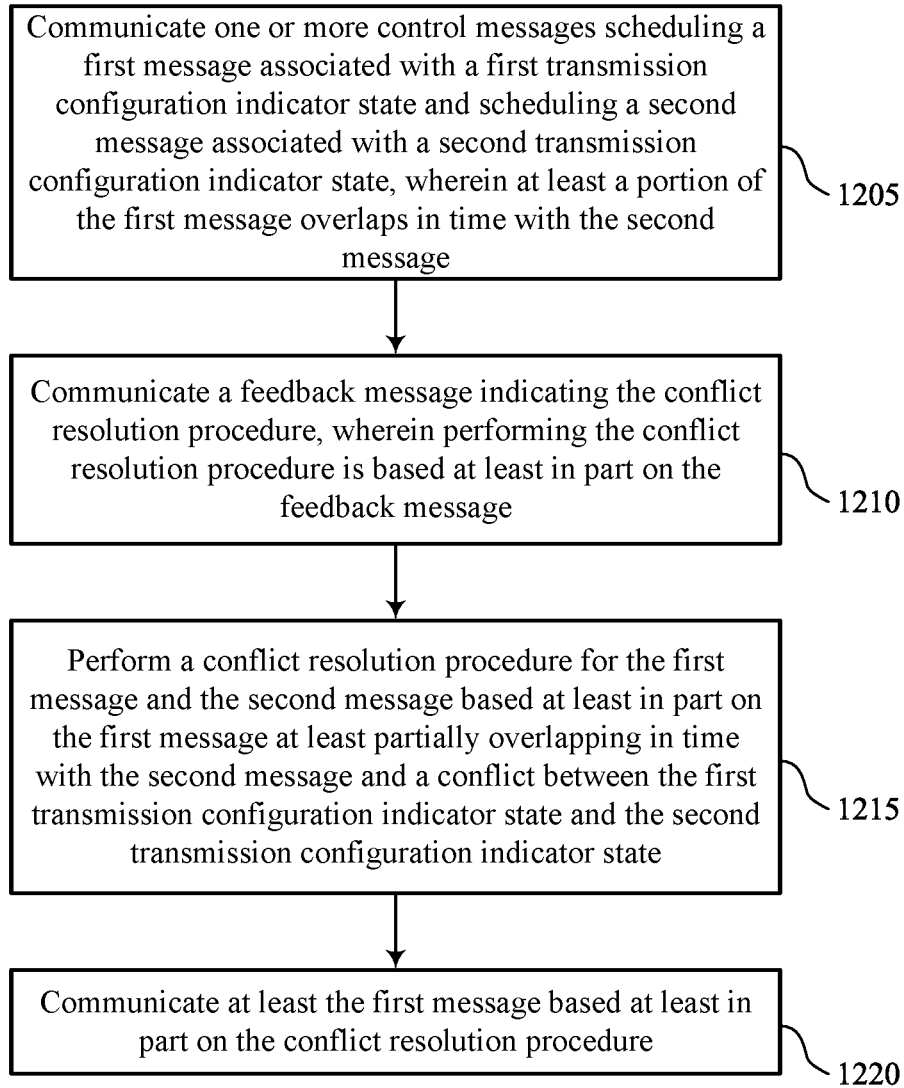 Communicate one or more control messages scheduling a
first message associated with a first transmission
configuration indicator state and scheduling a second
message associated with a second transmission
configuration indicator state, wherein at least a portion of
the first message overlaps in time with the second
message
1205
Communicate a feedback message indicating the conflict
resolution procedure, wherein performing the conflict
resolution procedure is based at least in part on the
feedback message
1210
Perform a conflict resolution procedure for the first
message and the second message based at least in part on
the first message at least partially overlapping in time
with the second message and a conflict between the first
transmission configuration indicator state and the second
transmission configuration indicator state
1215
Communicate at least the first message based at least in
part on the conflict resolution procedure
1220